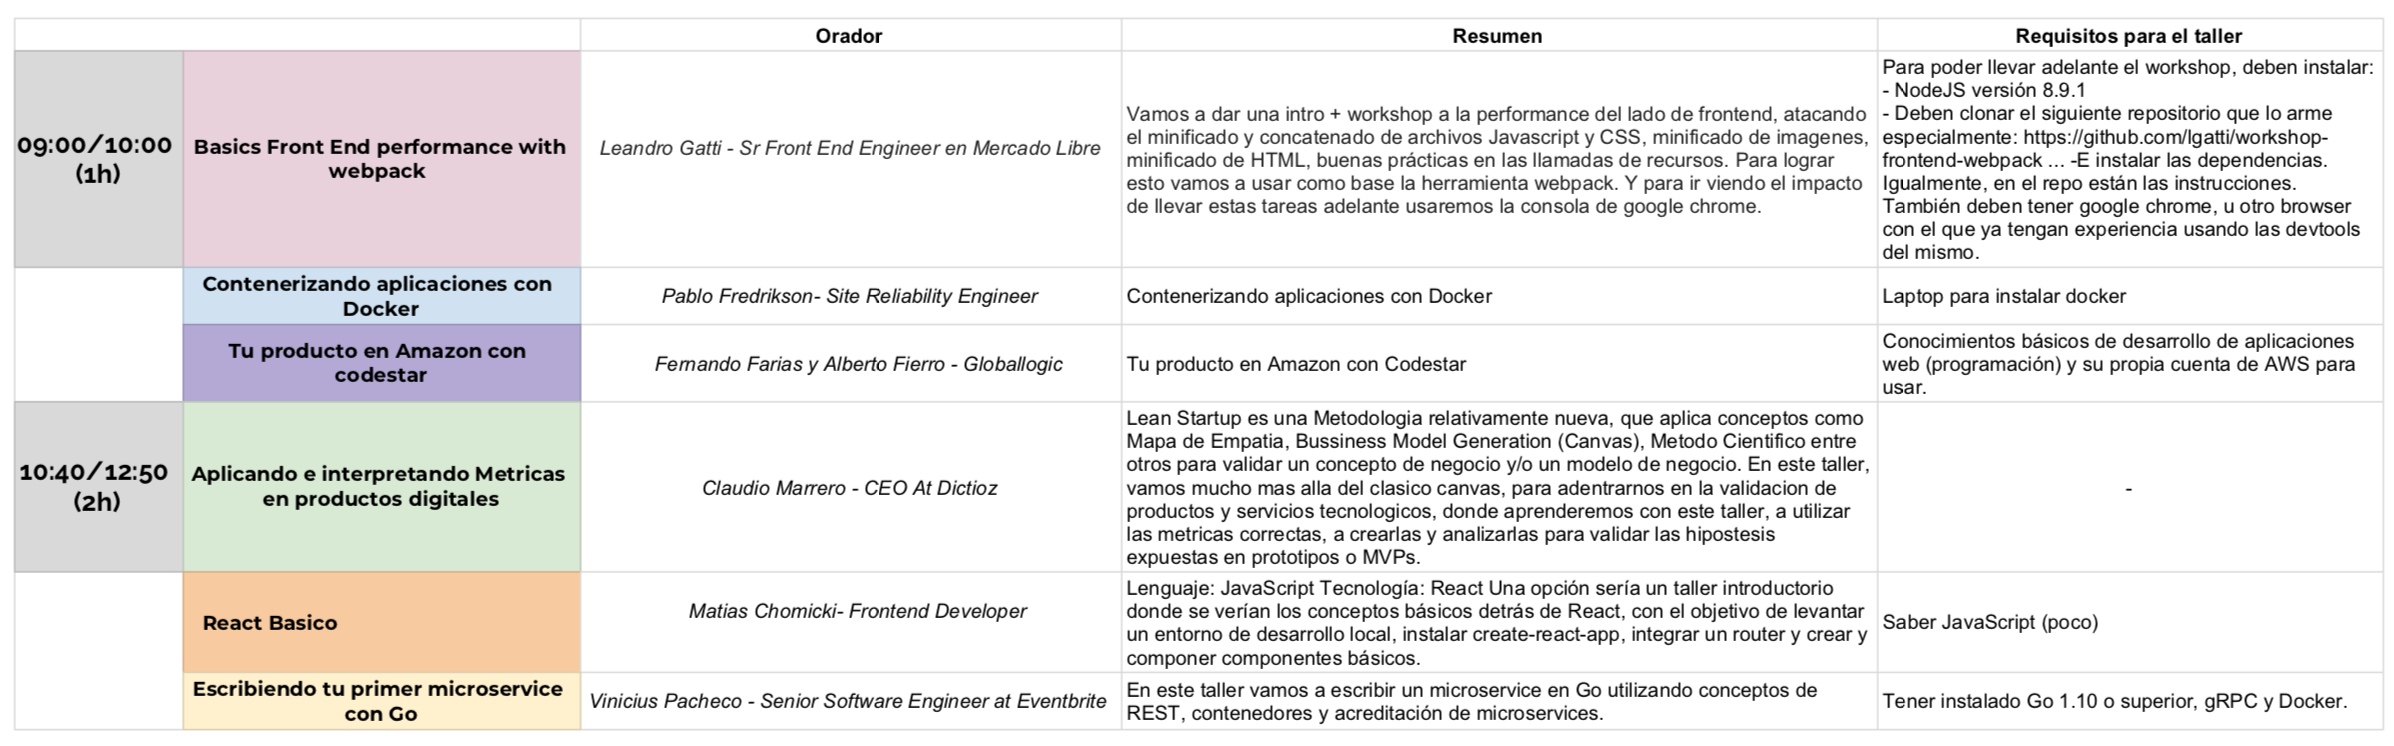 Orador
Resumen
Requisitos para el taller
09:00/10:00
(1h)
Basics Front End performance with
webpack
Leandro Gatti - Sr Front End Engineer en Mercado Libre
Vamos a dar una intro + workshop a la performance del lado de frontend, atacando
el minificado y concatenado de archivos Javascript y CSS, minificado de imagenes,
minificado de HTML, buenas prácticas en las llamadas de recursos. Para lograr
esto vamos a usar como base la herramienta webpack. Y para ir viendo el impacto
de llevar estas tareas adelante usaremos la consola de google chrome.
Para poder llevar adelante el workshop, deben instalar:
- NodeJS versión 8.9.1
- Deben clonar el siguiente repositorio que lo arme
especialmente: https://github.com/lgatti/workshop-
frontend-webpack ... -E instalar las dependencias.
Igualmente, en el repo están las instrucciones.
También deben tener google chrome, u otro browser
con el que ya tengan experiencia usando las devtools
del mismo.
Contenerizando aplicaciones con
Docker
Pablo Fredrikson- Site Reliability Engineer
Contenerizando aplicaciones con Docker
Laptop para instalar docker
Tu producto en Amazon con
codestar
Fernando Farias y Alberto Fierro - Globallogic
Tu producto en Amazon con Codestar
Conocimientos básicos de desarrollo de aplicaciones
web (programación) y su propia cuenta de AWS para
usar.
10:40/12:50
(2h)
Aplicando e interpretando Metricas
en productos digitales
Claudio Marrero - CEO At Dictioz
Lean Startup es una Metodologia relativamente nueva, que aplica conceptos como
Mapa de Empatia, Bussiness Model Generation (Canvas), Metodo Cientifico entre
otros para validar un concepto de negocio y/o un modelo de negocio. En este taller,
vamos mucho mas alla del clasico canvas, para adentrarnos en la validacion de
productos y servicios tecnologicos, donde aprenderemos con este taller, a utilizar
las metricas correctas, a crearlas y analizarlas para validar las hipostesis
expuestas en prototipos o MVPs.
-
React Basico
Matias Chomicki- Frontend Developer
Lenguaje: JavaScript Tecnología: React Una opción sería un taller introductorio
donde se verían los conceptos básicos detrás de React, con el objetivo de levantar
un entorno de desarrollo local, instalar create-react-app, integrar un router y crear y
componer componentes básicos.
Saber JavaScript (poco)
Escribiendo tu primer microservice
con Go
Vinicius Pacheco - Senior Software Engineer at Eventbrite
En este taller vamos a escribir un microservice en Go utilizando conceptos de
REST, contenedores y acreditación de microservices.
Tener instalado Go 1.10 o superior, gRPC y Docker.